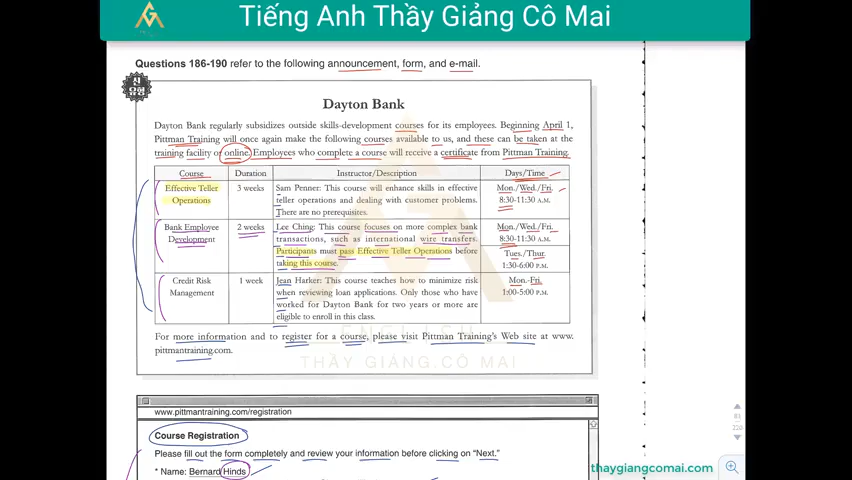 Tiếng Anh Thầy Giảng Cô Mai
Questions 186-190 refer to the following announcement, form, and e-mail.
Dayton Bank
Dayton Bank regularly subsidizes outside skills-development courses for its employees. Beginning April 1,
Pittman Training will once again make the following courses available to us, and these can be taken at the
training facility or online. Employees who complete a course will receive a certificate from Pittman Training.
Course Duration Instructor/Description Days/Time
Effective Teller Operations
3 weeks
Sam Penner: This course will enhance skills in effective
teller operations and dealing with customer problems.
There are no prerequisites.
Mon./Wed./Fri.
8:30-11:30 A.M.
Bank Employee
Development
2 weeks
Lee Ching: This course focuses on more complex bank
transactions, such as international wire transfers.
Participants must pass Effective Teller Operations before
taking this course.
Mon./Wed./Fri.
8:30-11:30 A.M.
Tues./Thur.
1:30-6:00 P.M.
Credit Risk
Management
1 week
Jean Harker: This course teaches how to minimize risk
when reviewing loan applications. Only those who have
worked for Dayton Bank for two years or more are
eligible to enroll in this class.
Mon.-Fri.
1:00-5:00 P.M.
For more information and to register for a course, please visit Pittman Training's Web site at www.
pittmantraining.com.
ENGLISH
THẦY GIẢNG.CÔ MAI
www.pittmantraining.com/registration
Course Registration
Please fill out the form completely and review your information before clicking on "Next."
* Name: Bernard Hinds
thaygiangcomai.com
83